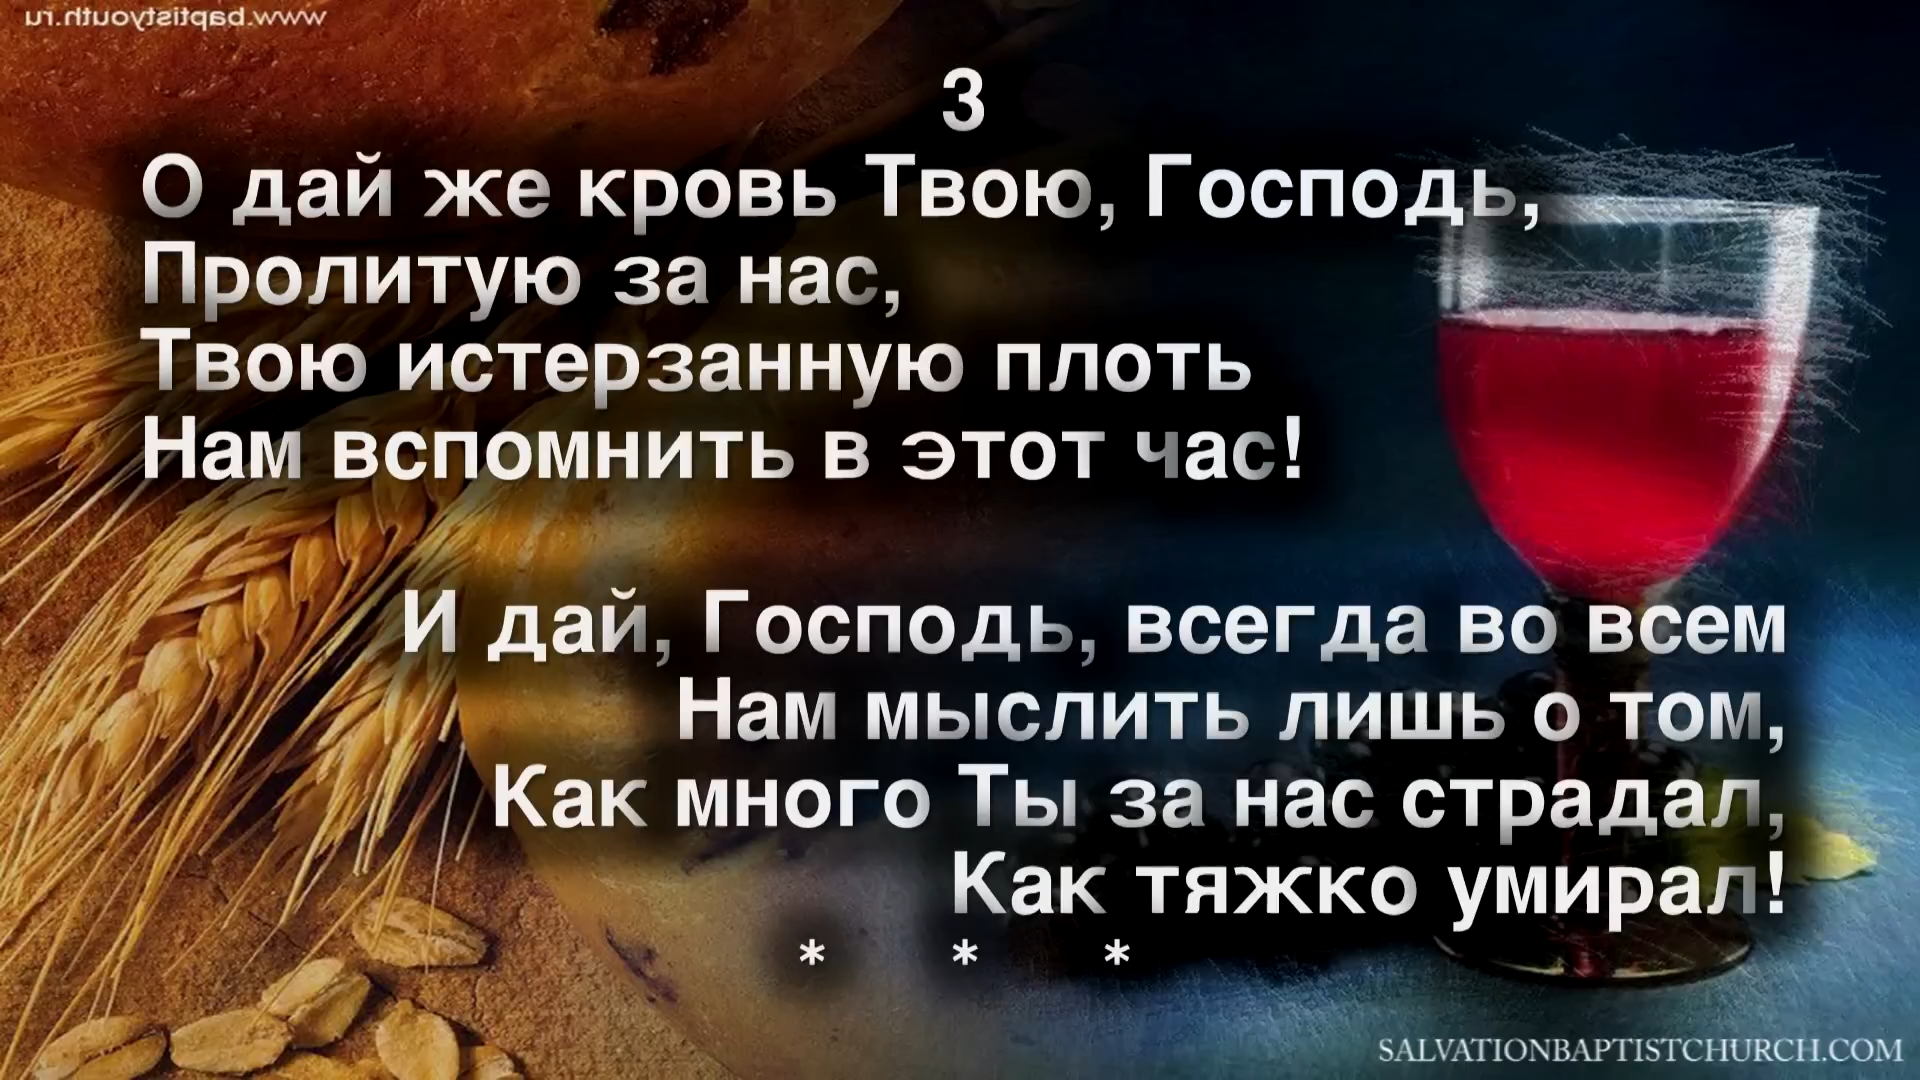 www.baptistyouth.ru
3
О дай же кровь Твою, Господь,
Пролитую за нас,
Твою истерзанную плоть
Нам вспомнить в этот час!
И дай, Господь, всегда во всем
Нам мыслить лишь о том,
Как много Ты за нас страдал,
Как тяжко умирал!
* * *
SALVATIONBAPTISTCHURCH.COM